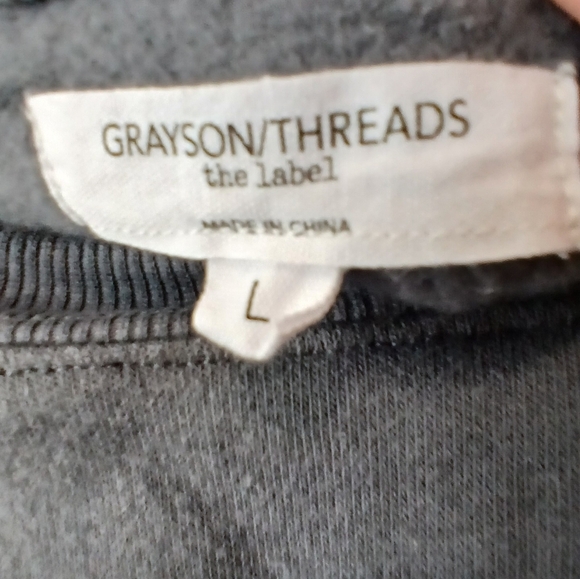 GRAYSON/THREADS
the label
MADE IN CHINA
L